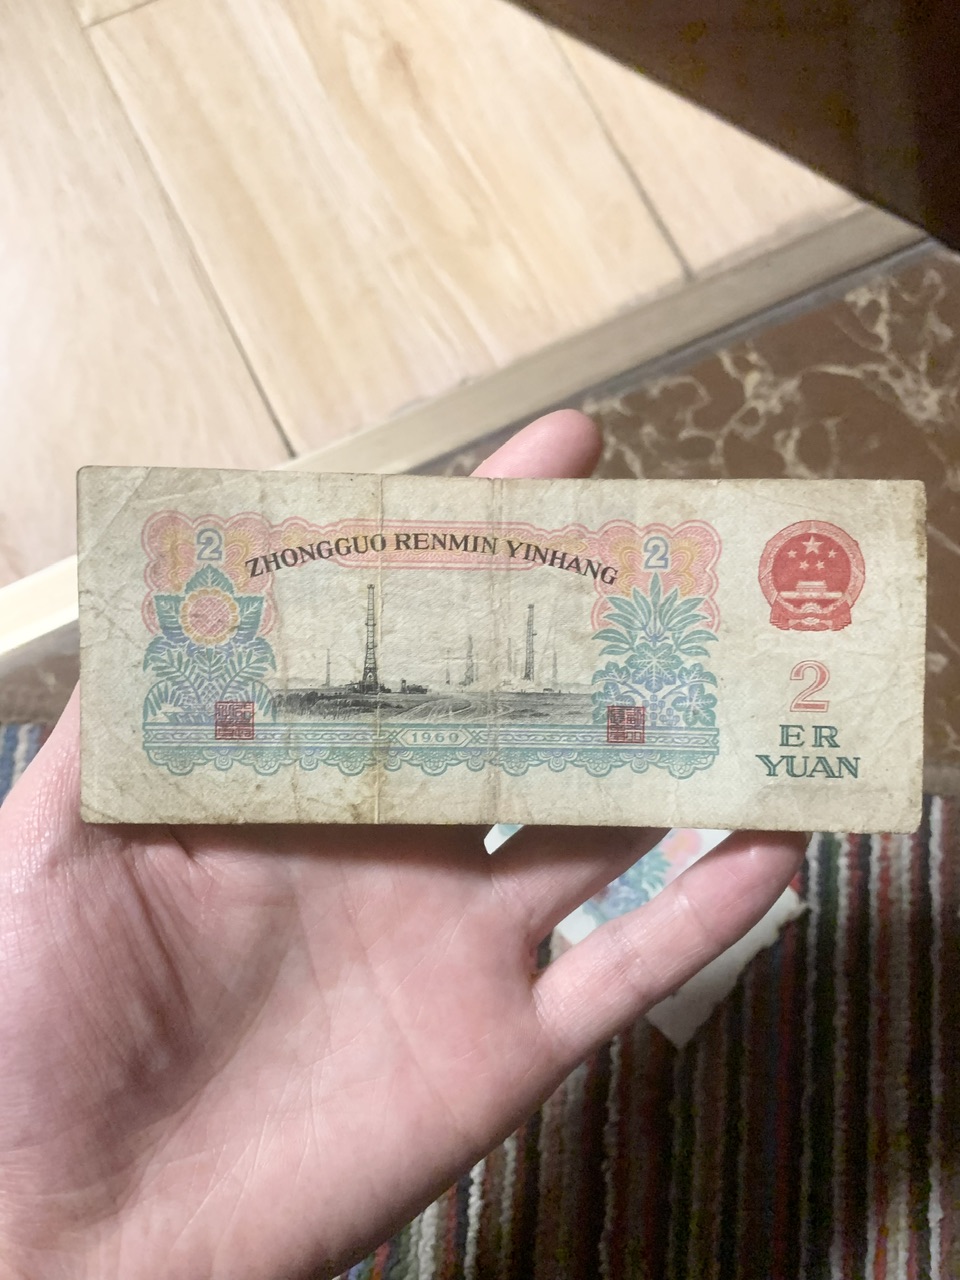 2
ZHONGGUO RENMIN YINHANG
2
2
ER
YUAN
1960